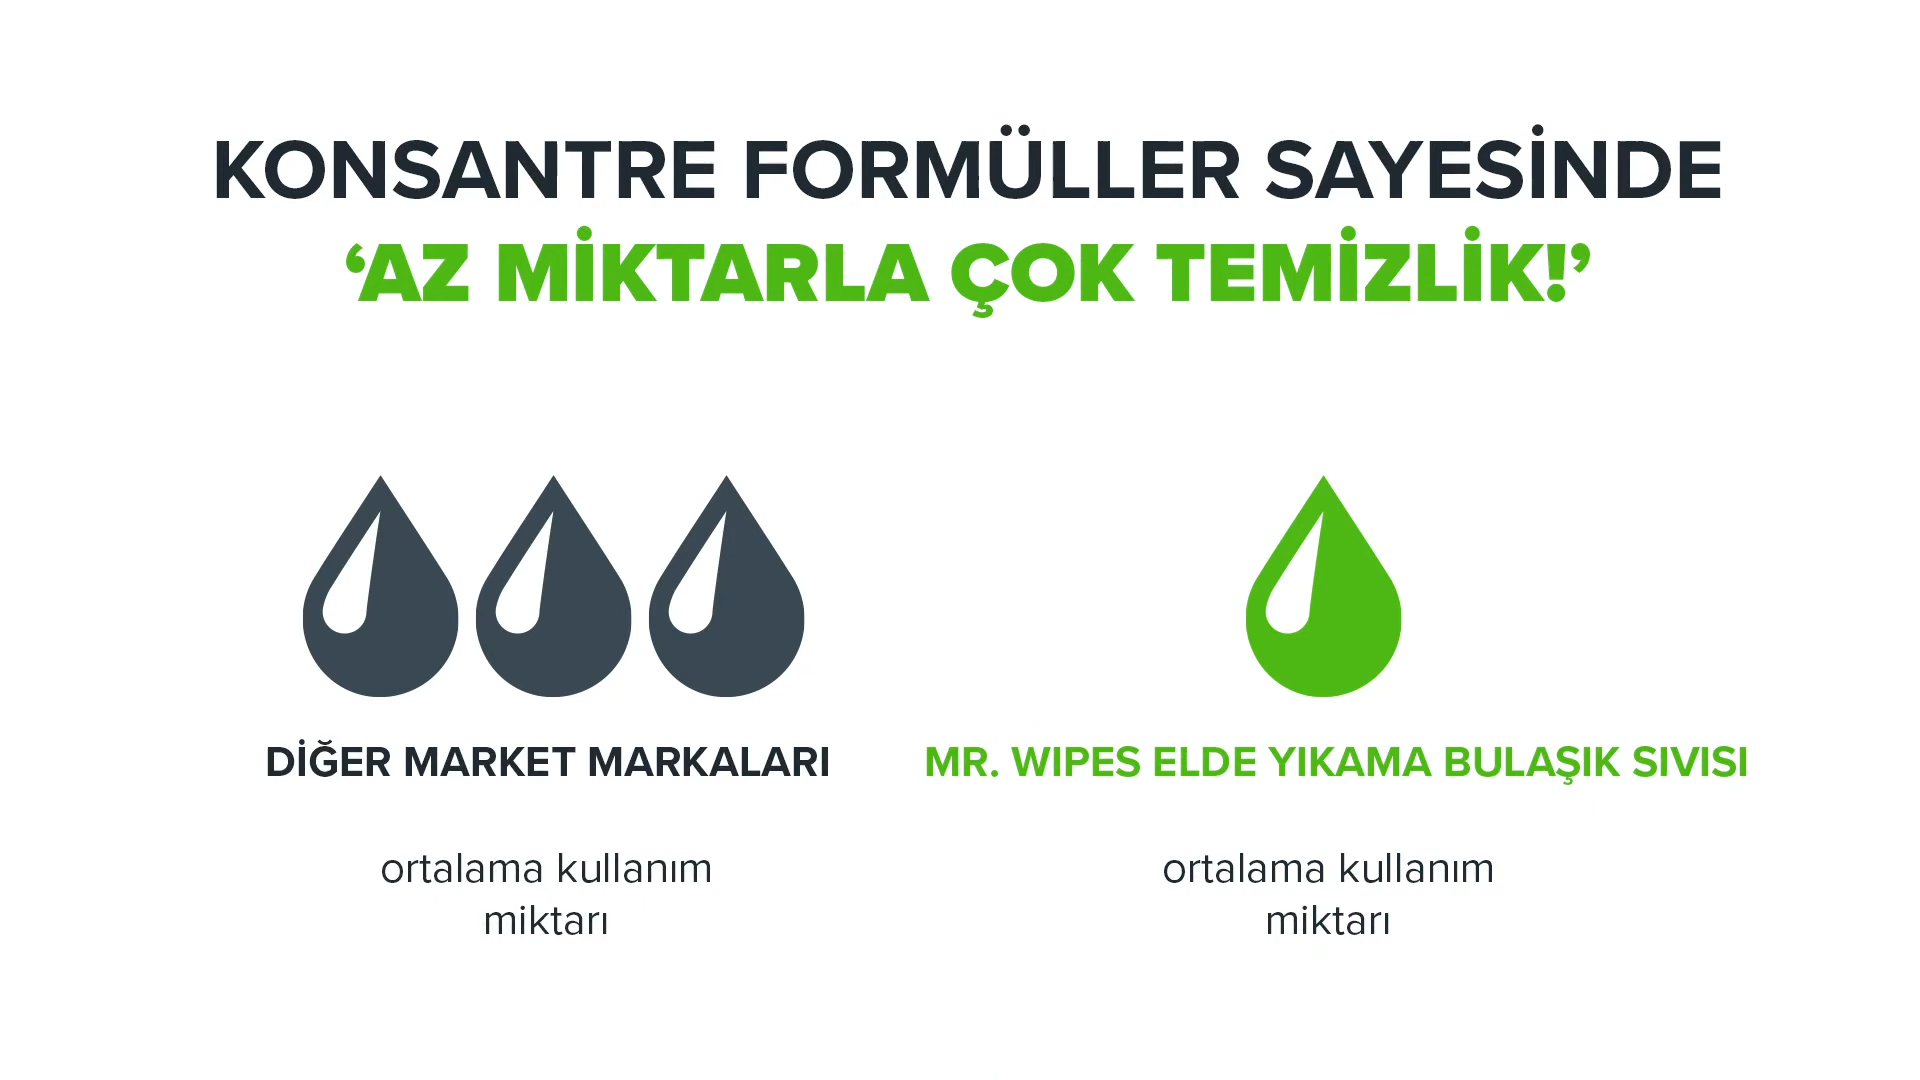 KONSANTRE FORMÜLLER SAYESİNDE
‘AZ MİKTARLA ÇOK TEMİZLİK!’
DİĞER MARKET MARKALARI
ortalama kullanım
miktarı
MR. WIPES ELDE YIKAMA BULAŞIK SIVISI
ortalama kullanım
miktarı